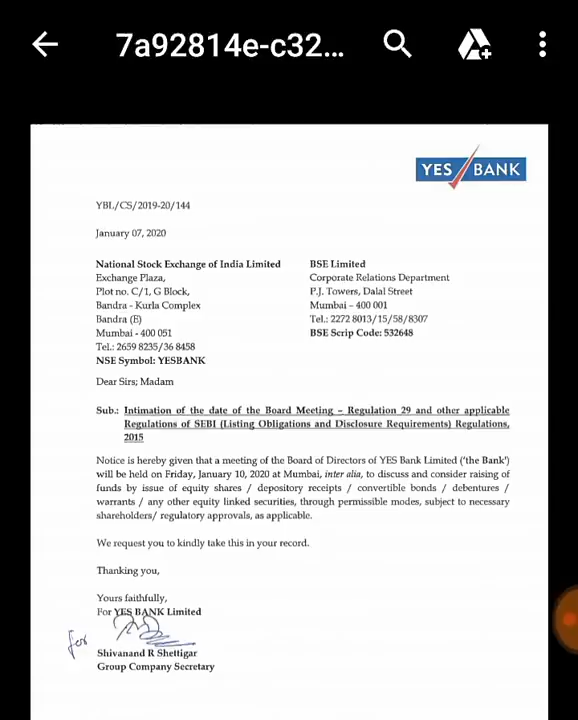 7a92814e-c32...
YES BANK
YBL/CS/2019-20/144
January 07, 2020
National Stock Exchange of India Limited
Exchange Plaza,
Plot no. C/1, G Block,
Bandra - Kurla Complex
Bandra (E)
Mumbai - 400 051
Tel.: 2659 8235/36 8458
NSE Symbol: YESBANK
BSE Limited
Corporate Relations Department
P.J. Towers, Dalal Street
Mumbai – 400 001
Tel.: 2272 8013/15/58/8307
BSE Scrip Code: 532648
Dear Sirs; Madam
Sub.: Intimation of the date of the Board Meeting – Regulation 29 and other applicable
Regulations of SEBI (Listing Obligations and Disclosure Requirements) Regulations,
2015
Notice is hereby given that a meeting of the Board of Directors of YES Bank Limited ('the Bank')
will be held on Friday, January 10, 2020 at Mumbai, inter alia, to discuss and consider raising of
funds by issue of equity shares / depository receipts / convertible bonds / debentures /
warrants / any other equity linked securities, through permissible modes, subject to necessary
shareholders/ regulatory approvals, as applicable.
We request you to kindly take this in your record.
Thanking you,
Yours faithfully,
For YES BANK Limited
for
Shivanand R Shettigar
Group Company Secretary